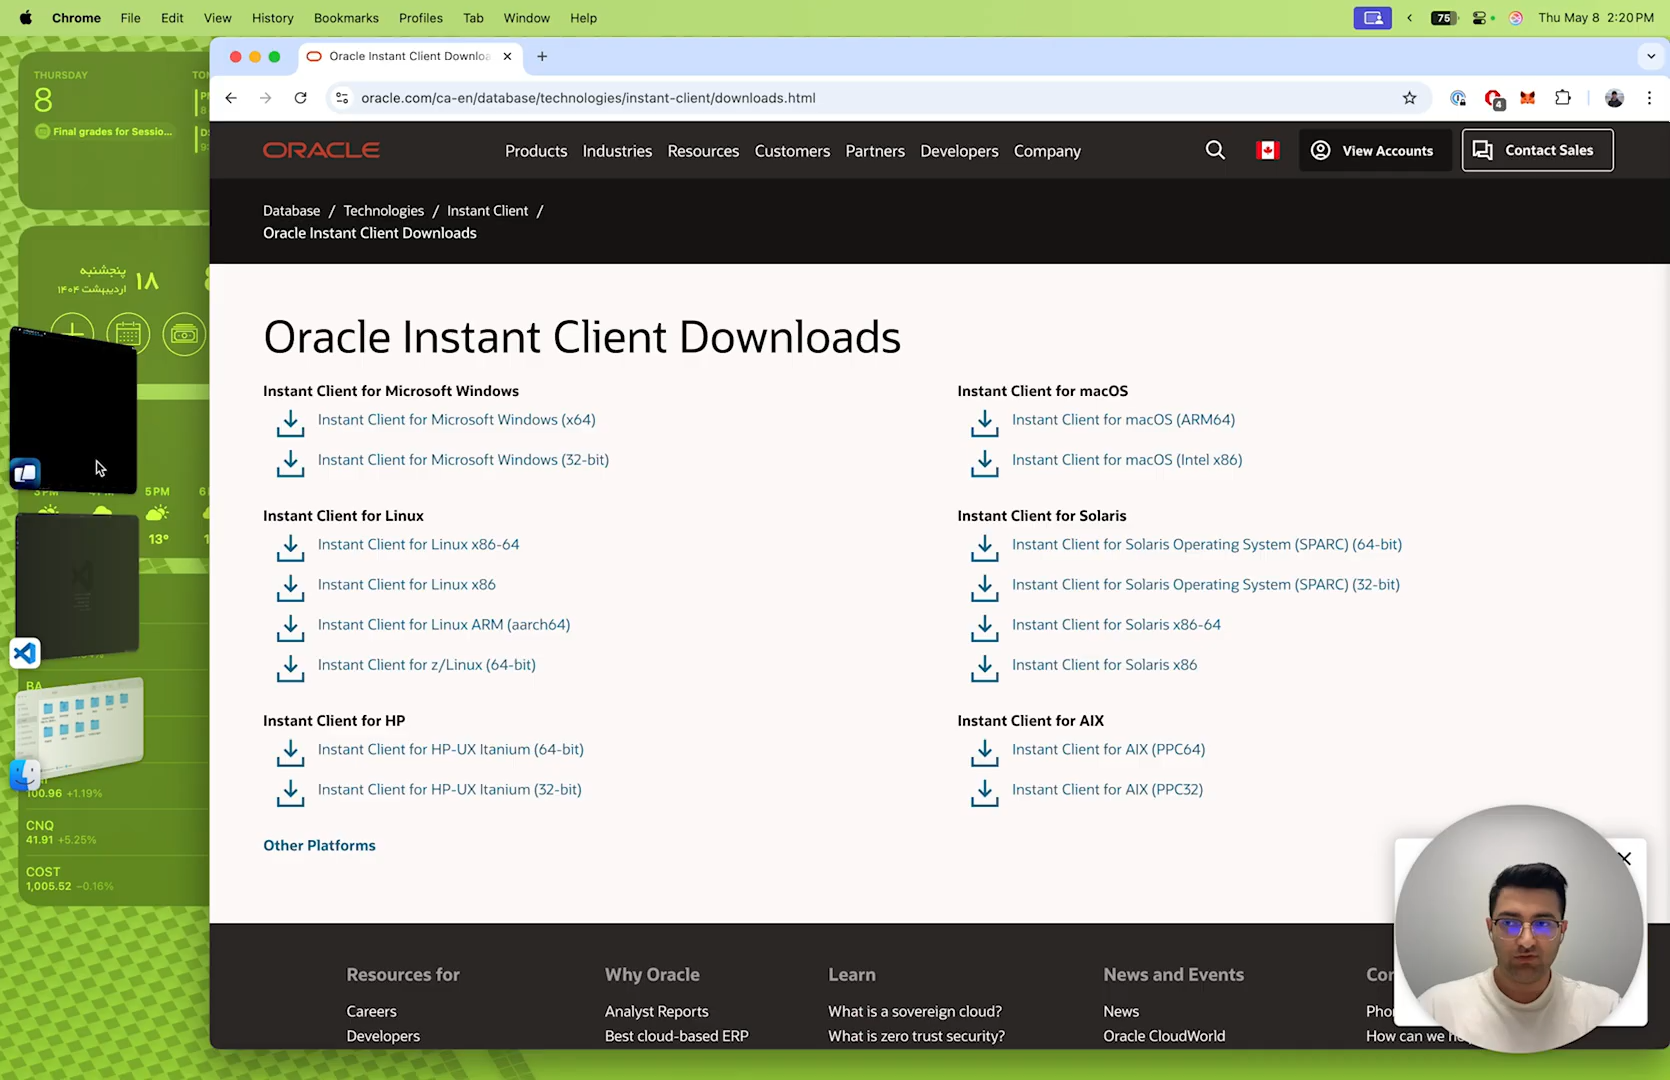 Chrome File Edit View History Bookmarks Profiles Tab Window Help
75 Thu May 8 2:20 PM
THURSDAY
8
Final grades for Sessio...
پنجشنبه
۱۸
اردیبهشت ۱۴۰۴
5 PM
13°
100.96 +1.19%
CNQ
41.91 +5.25%
COST
1,005.52 −0.16%
Oracle Instant Client Downloa
oracle.com/ca-en/database/technologies/instant-client/downloads.html
4
ORACLE
Products Industries Resources Customers Partners Developers Company
View Accounts
Contact Sales
Database / Technologies / Instant Client /
Oracle Instant Client Downloads
Oracle Instant Client Downloads
Instant Client for Microsoft Windows
Instant Client for Microsoft Windows (x64)
Instant Client for Microsoft Windows (32-bit)
Instant Client for Linux
Instant Client for Linux x86-64
Instant Client for Linux x86
Instant Client for Linux ARM (aarch64)
Instant Client for z/Linux (64-bit)
Instant Client for HP
Instant Client for HP-UX Itanium (64-bit)
Instant Client for HP-UX Itanium (32-bit)
Other Platforms
Instant Client for macOS
Instant Client for macOS (ARM64)
Instant Client for macOS (Intel x86)
Instant Client for Solaris
Instant Client for Solaris Operating System (SPARC) (64-bit)
Instant Client for Solaris Operating System (SPARC) (32-bit)
Instant Client for Solaris x86-64
Instant Client for Solaris x86
Instant Client for AIX
Instant Client for AIX (PPC64)
Instant Client for AIX (PPC32)
Resources for
Careers
Developers
Why Oracle
Analyst Reports
Best cloud-based ERP
Learn
What is a sovereign cloud?
What is zero trust security?
News and Events
News
Oracle CloudWorld
How can we